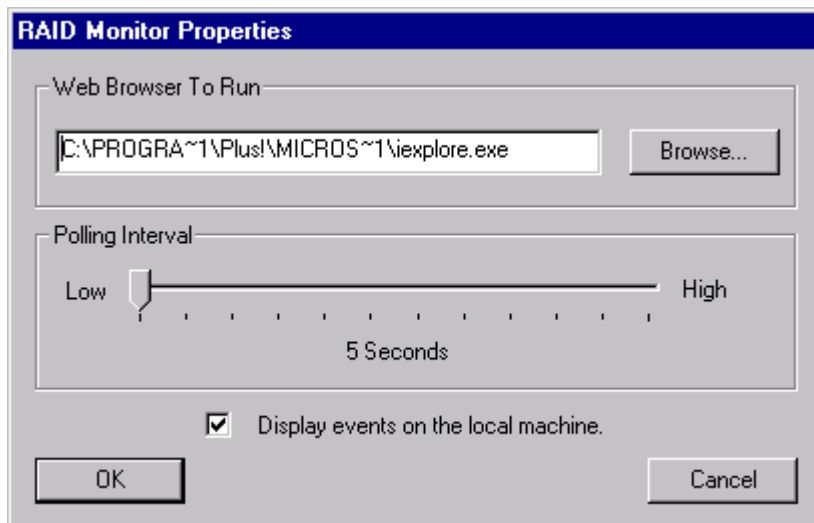 RAID Monitor Properties
Web Browser To Run
C:\PROGRA~1\Plus!\MICROS~1\iexplore.exe
Browse...
Polling Interval
Low
High
5 Seconds
Display events on the local machine.
OK
Cancel